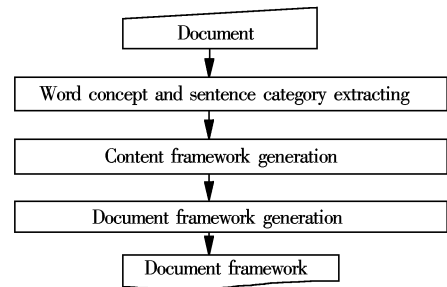 Document
Word concept and sentence category extracting
Content framework generation
Document framework generation
Document framework